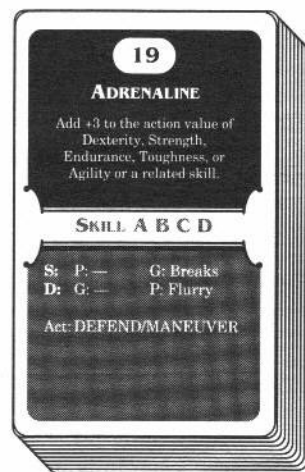 19
ADRENALINE
Add +3 to the action value of
Dexterity, Strength,
Endurance, Toughness, or
Agility or a related skill.
SKILL A B C D
S: P: — G: Breaks
D: G: — P: Flurry
Act: DEFEND/MANEUVER